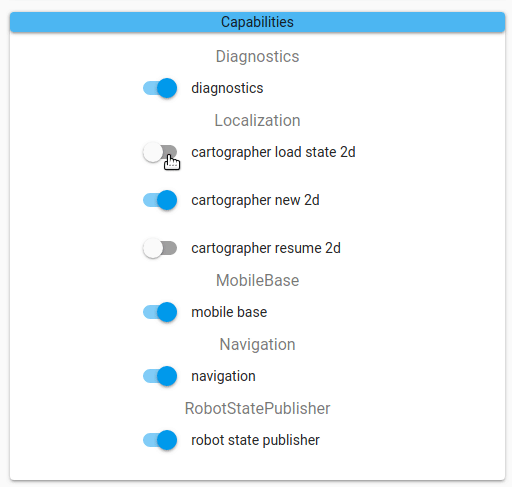 Capabilities
Diagnostics
diagnostics
Localization
cartographer load state 2d
cartographer new 2d
cartographer resume 2d
MobileBase
mobile base
Navigation
navigation
RobotStatePublisher
robot state publisher